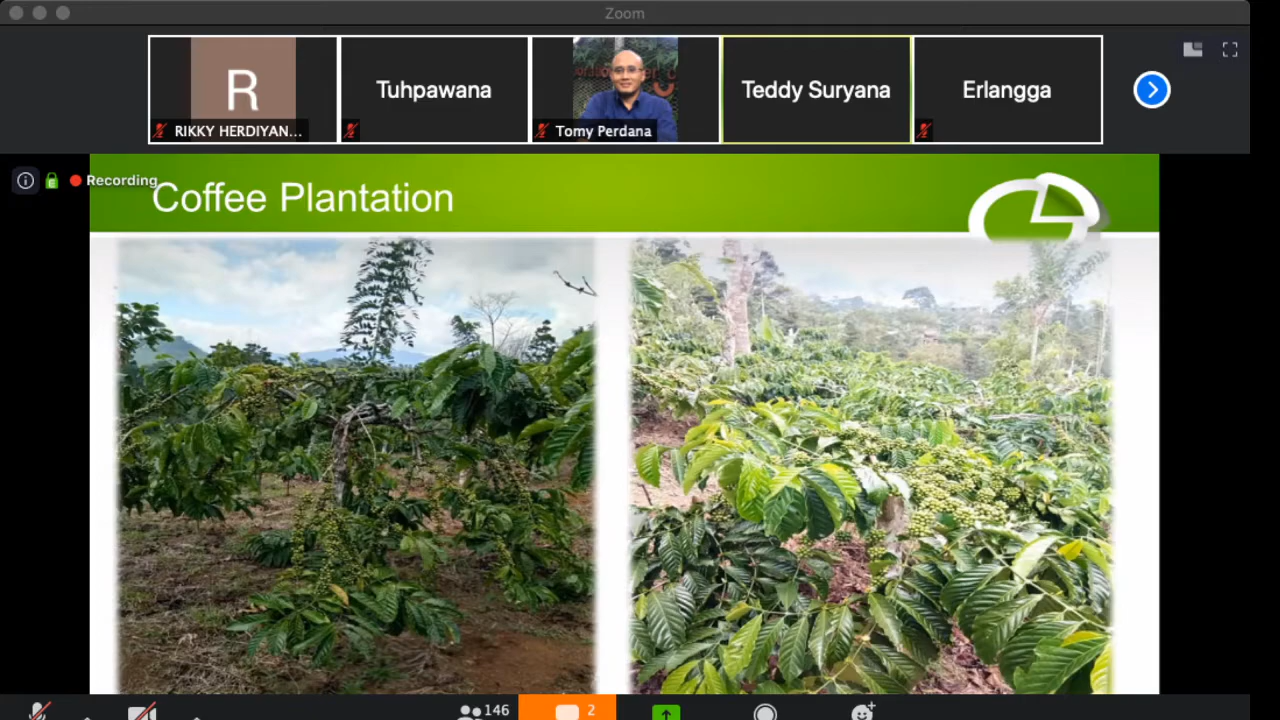 Zoom
R
RIKKY HERDIYAN...
Tuhpawana
Tomy Perdana
Teddy Suryana
Erlangga
Recording
Coffee Plantation
146
2